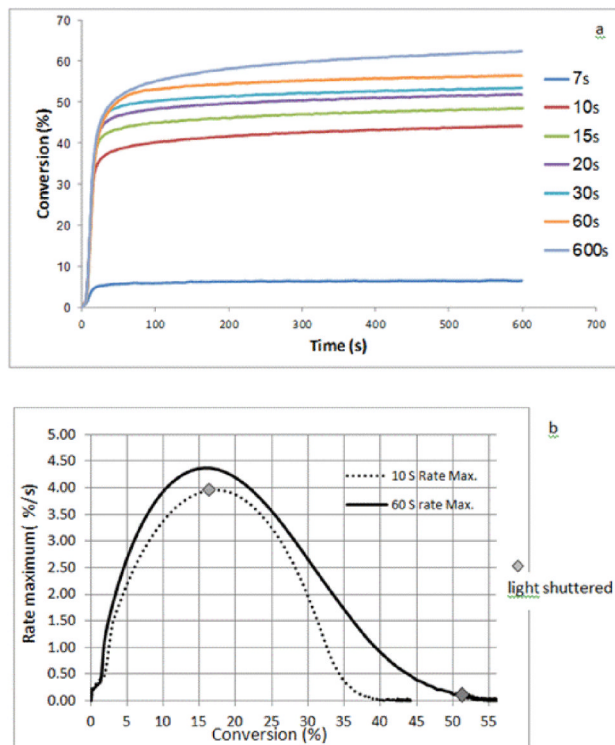 a
70
60
50
40
30
20
10
0
Conversion (%)
0 100 200 300 400 500 600 700
Time (s)
7s
10s
15s
20s
30s
60s
600s
b
5.00
4.50
4.00
3.50
3.00
2.50
2.00
1.50
1.00
0.50
0.00
Rate maximum( %/s)
10 S Rate Max.
60 S rate Max.
light shuttered
0 5 10 15 20 25 30 35 40 45 50 55
Conversion (%)